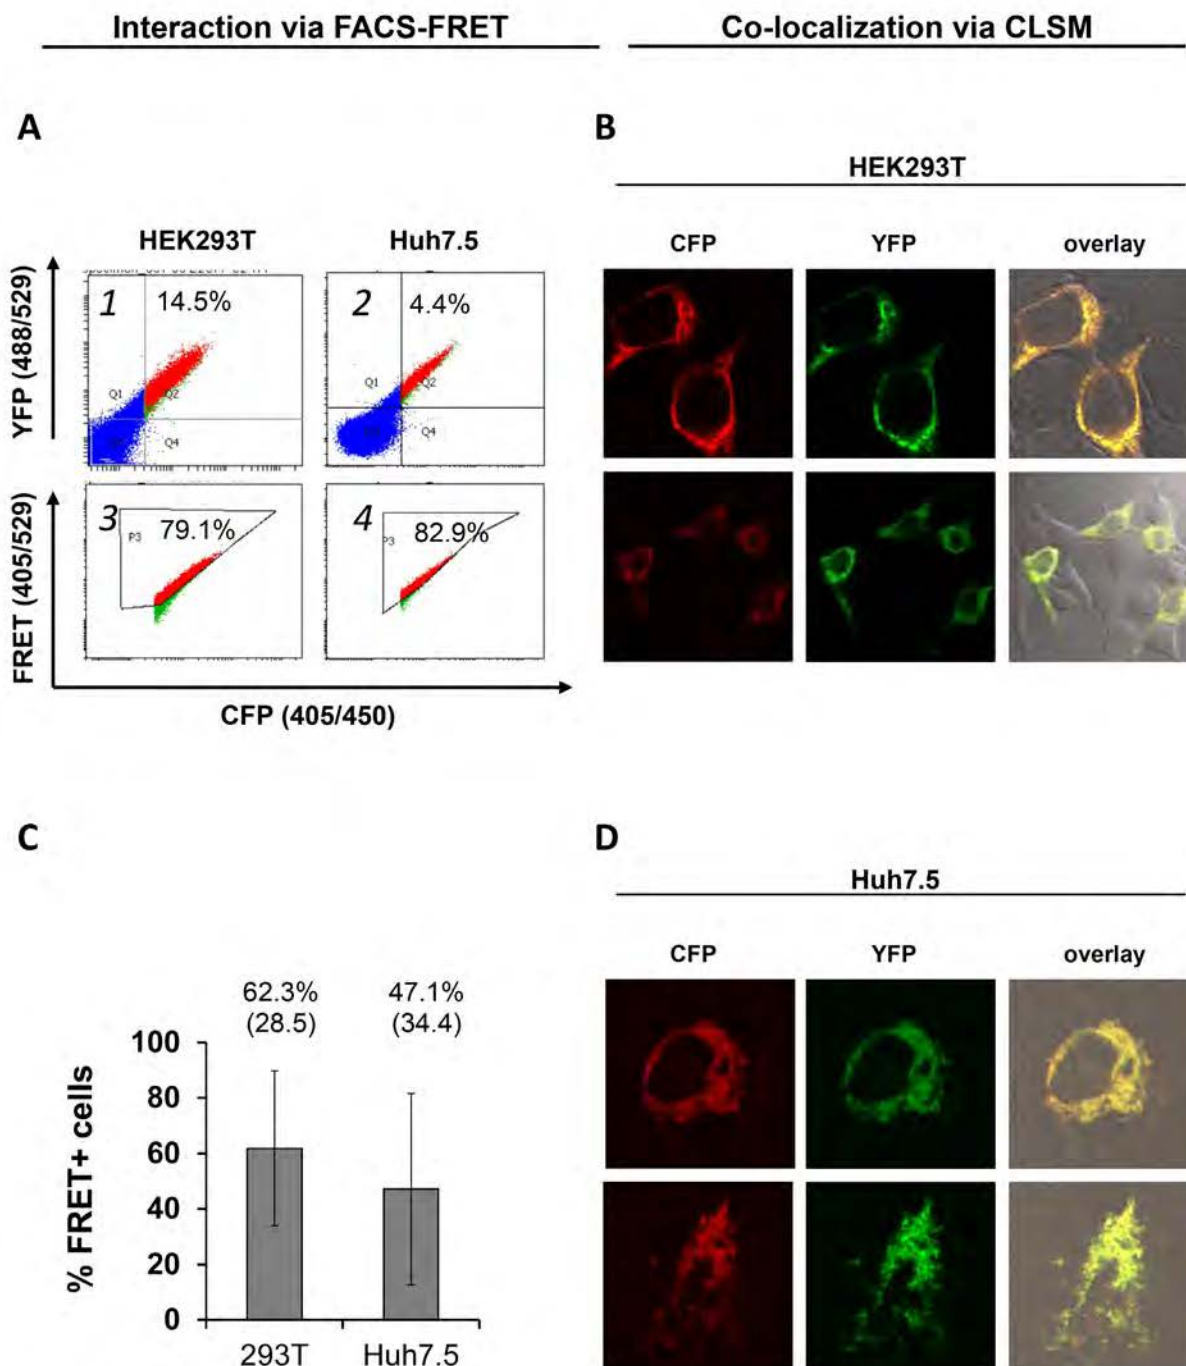 Interaction via FACS-FRET
Co-localization via CLSM
A
HEK293T
Huh7.5
YFP (488/529)
1
14.5%
Q1
Q2
Q4
2
4.4%
Q1
Q2
Q4
FRET (405/529)
3
79.1%
P3
4
82.9%
P3
CFP (405/450)
B
HEK293T
CFP
YFP
overlay
C
62.3%
(28.5)
47.1%
(34.4)
% FRET+ cells
100
80
60
40
20
0
293T
Huh7.5
D
Huh7.5
CFP
YFP
overlay